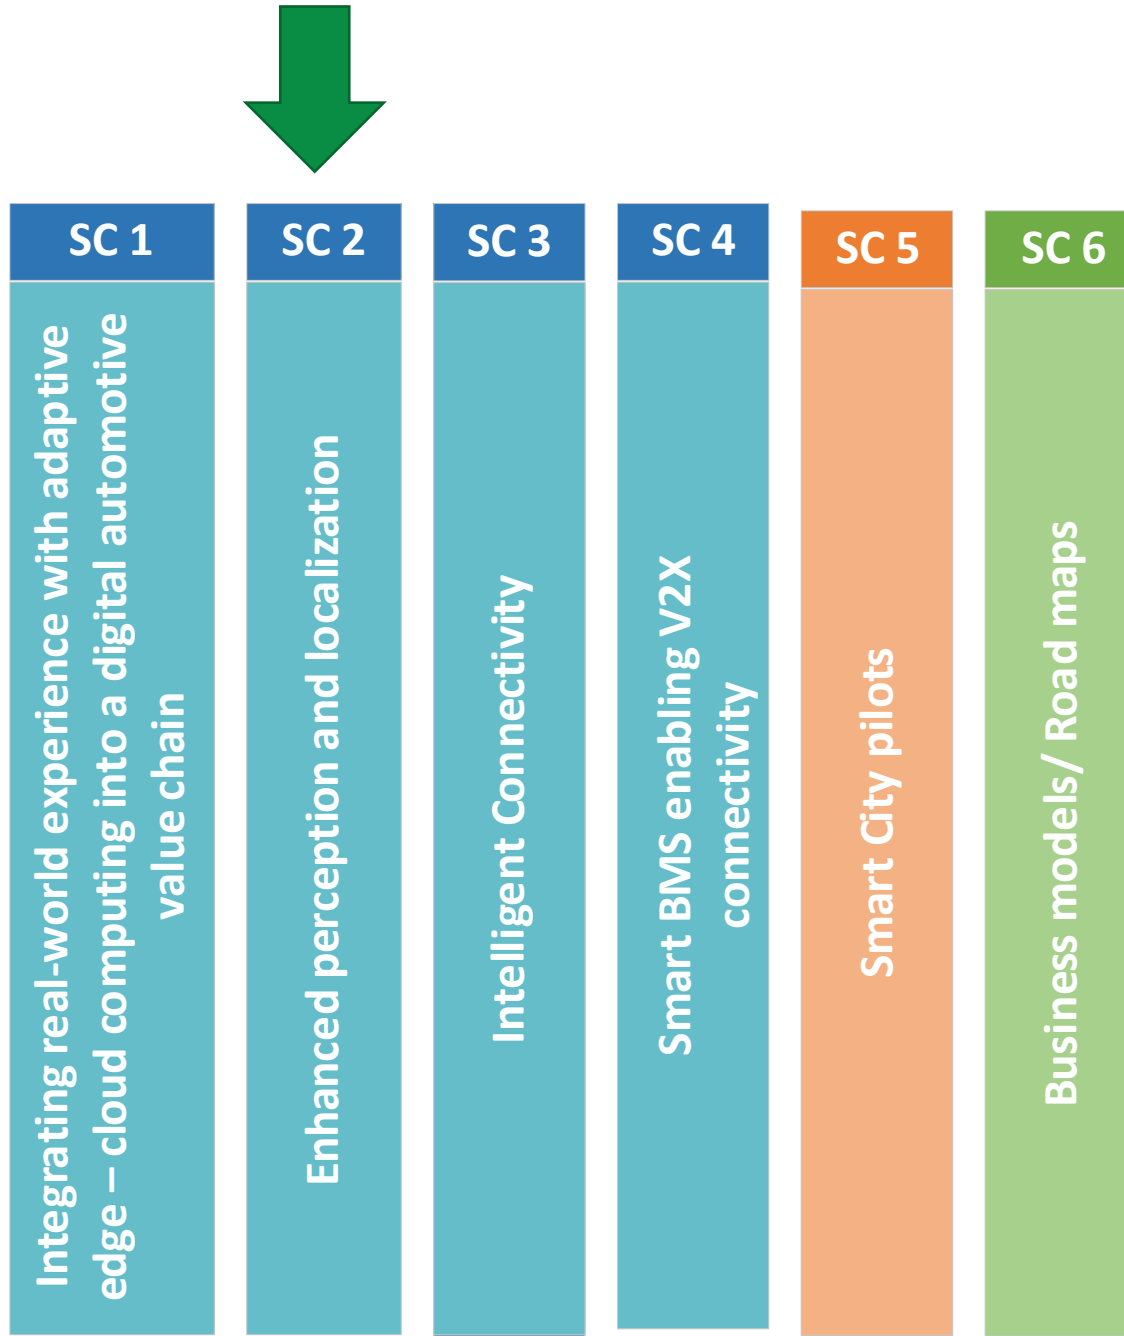 SC 1
Integrating real-world experience with adaptive
edge – cloud computing into a digital automotive
value chain
SC 2
Enhanced perception and localization
SC 3
Intelligent Connectivity
SC 4
Smart BMS enabling V2X
connectivity
SC 5
Smart City pilots
SC 6
Business models/ Road maps